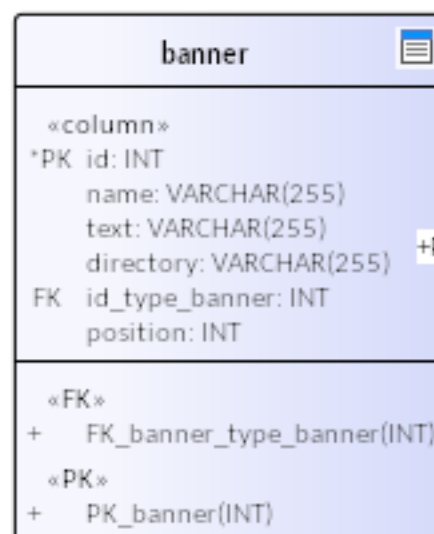 banner
«column»
*PK id: INT
name: VARCHAR(255)
text: VARCHAR(255)
directory: VARCHAR(255)
FK id_type_banner: INT
position: INT
«FK»
+ FK_banner_type_banner(INT)
«PK»
+ PK_banner(INT)